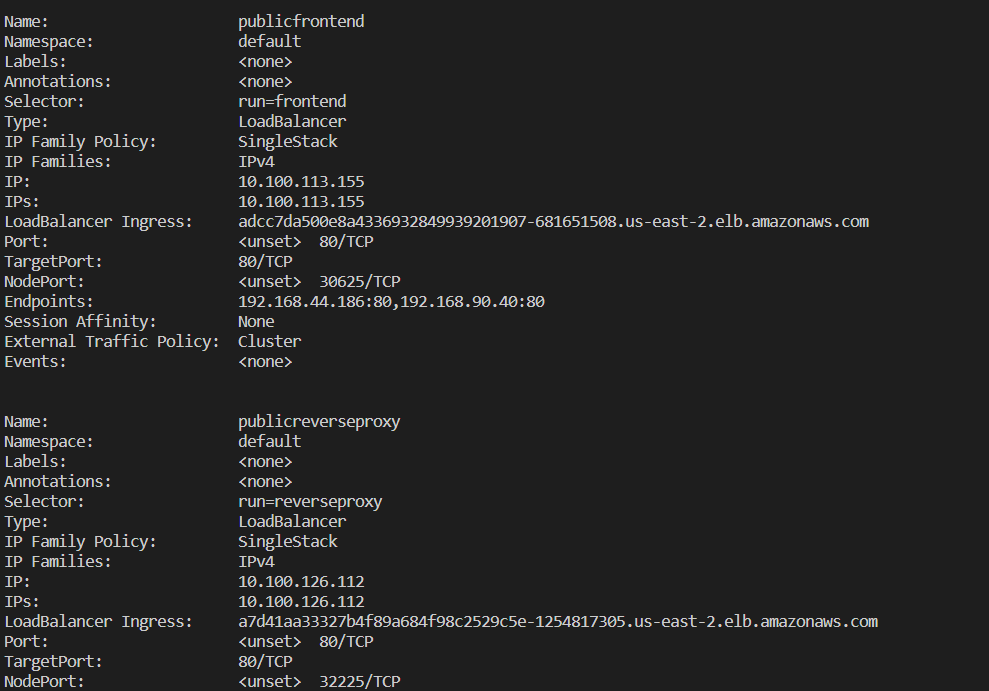 Name: publicfrontend
Namespace: default
Labels: <none>
Annotations: <none>
Selector: run=frontend
Type: LoadBalancer
IP Family Policy: SingleStack
IP Families: IPv4
IP: 10.100.113.155
IPs: 10.100.113.155
LoadBalancer Ingress: adcc7da500e8a4336932849939201907-681651508.us-east-2.elb.amazonaws.com
Port: <unset> 80/TCP
TargetPort: 80/TCP
NodePort: <unset> 30625/TCP
Endpoints: 192.168.44.186:80,192.168.90.40:80
Session Affinity: None
External Traffic Policy: Cluster
Events: <none>
Name: publicreverseproxy
Namespace: default
Labels: <none>
Annotations: <none>
Selector: run=reverseproxy
Type: LoadBalancer
IP Family Policy: SingleStack
IP Families: IPv4
IP: 10.100.126.112
IPs: 10.100.126.112
LoadBalancer Ingress: a7d41aa33327b4f89a684f98c2529c5e-1254817305.us-east-2.elb.amazonaws.com
Port: <unset> 80/TCP
TargetPort: 80/TCP
NodePort: <unset> 32225/TCP